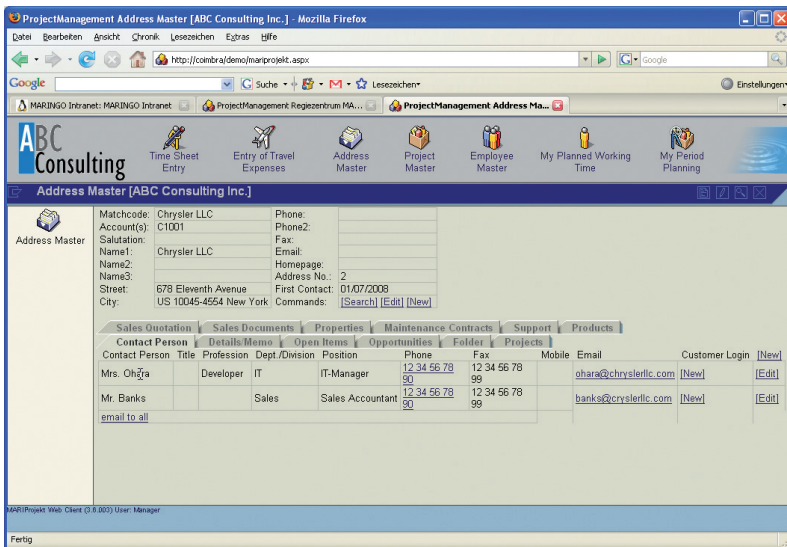 ProjectManagement Address Master [ABC Consulting Inc.] - Mozilla Firefox
Datei Bearbeiten Ansicht Chronik Lesezeichen Extras Hilfe
http://coimbra/demo/mariprojekt.aspx G Google
Google G Suche Lesezeichen Einstellungen
MARINGO Intranet: MARINGO Intranet ProjectManagement Regiezentrum MA... ProjectManagement Address Ma...
ABC Consulting
Time Sheet Entry
Entry of Travel Expenses
Address Master
Project Master
Employee Master
My Planned Working Time
My Period Planning
Address Master [ABC Consulting Inc.]
Address Master
Matchcode: Chrysler LLC Phone:
Account(s): C1001 Phone2:
Salutation: Fax:
Name1: Chrysler LLC Email:
Name2: Homepage:
Name3: Address No.: 2
Street: 678 Eleventh Avenue First Contact: 01/07/2008
City: US 10045-4554 New York Commands: [Search] [Edit] [New]
Sales Quotation Sales Documents Properties Maintenance Contracts Support Products
Contact Person Details/Memo Open Items Opportunities Folder Projects
Contact Person Title Profession Dept./Division Position Phone Fax Mobile Email Customer Login [New]
Mrs. Ohara Developer IT IT-Manager 12 34 56 78 90 12 34 56 78 99 ohara@chryslerllc.com [New] [Edit]
Mr. Banks Sales Sales Accountant 12 34 56 78 90 12 34 56 78 99 banks@cryslerllc.com [New] [Edit]
email to all
MARIProjekt Web Client (3.6.003) User: Manager
Fertig